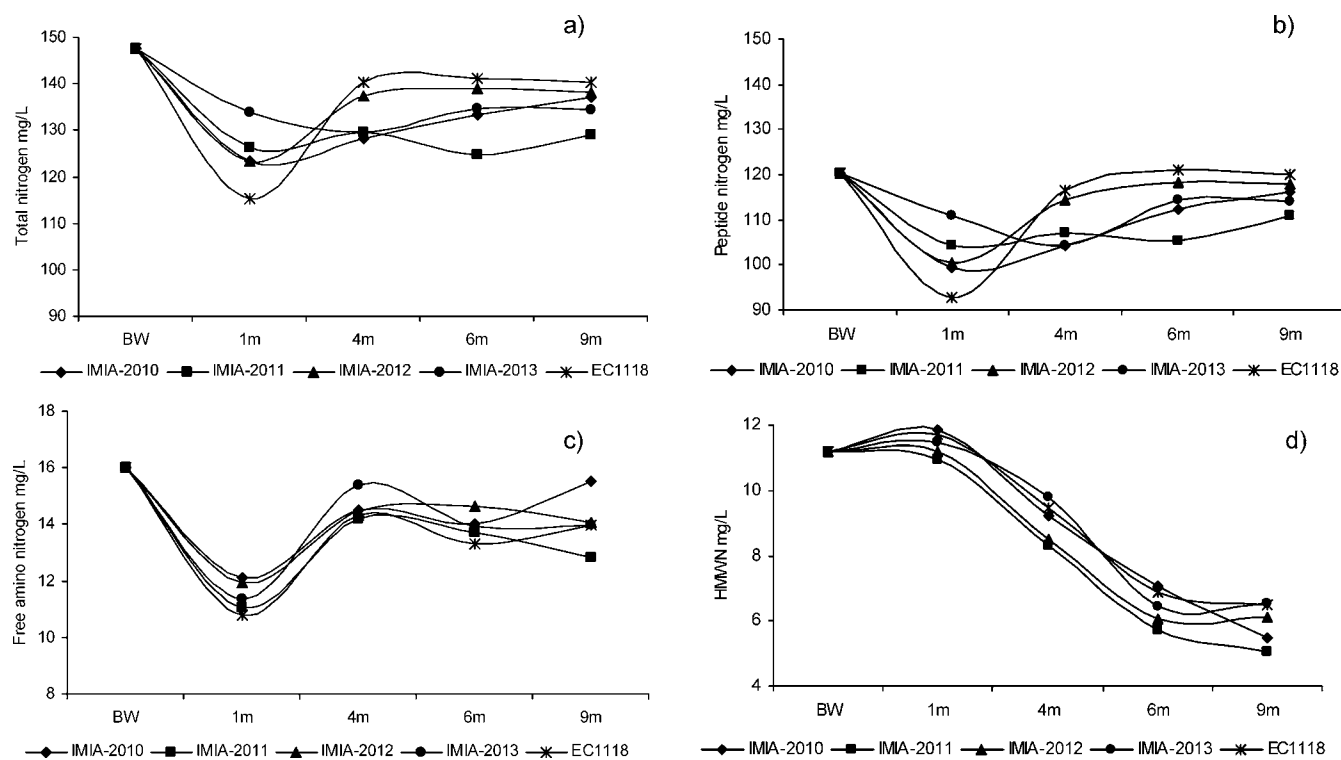 a)
150
140
130
120
110
100
90
Total nitrogen mg/L
BW 1m 4m 6m 9m
IMIA-2010 IMIA-2011 IMIA-2012 IMIA-2013 EC1118
b)
150
140
130
120
110
100
90
Peptide nitrogen mg/L
BW 1m 4m 6m 9m
IMIA-2010 IMIA-2011 IMIA-2012 IMIA-2013 EC1118
c)
16
14
12
10
8
18
Free amino nitrogen mg/L
BW 1m 4m 6m 9m
IMIA-2010 IMIA-2011 IMIA-2012 IMIA-2013 EC1118
d)
12
10
8
6
4
HMWN mg/L
BW 1m 4m 6m 9m
IMIA-2010 IMIA-2011 IMIA-2012 IMIA-2013 EC1118